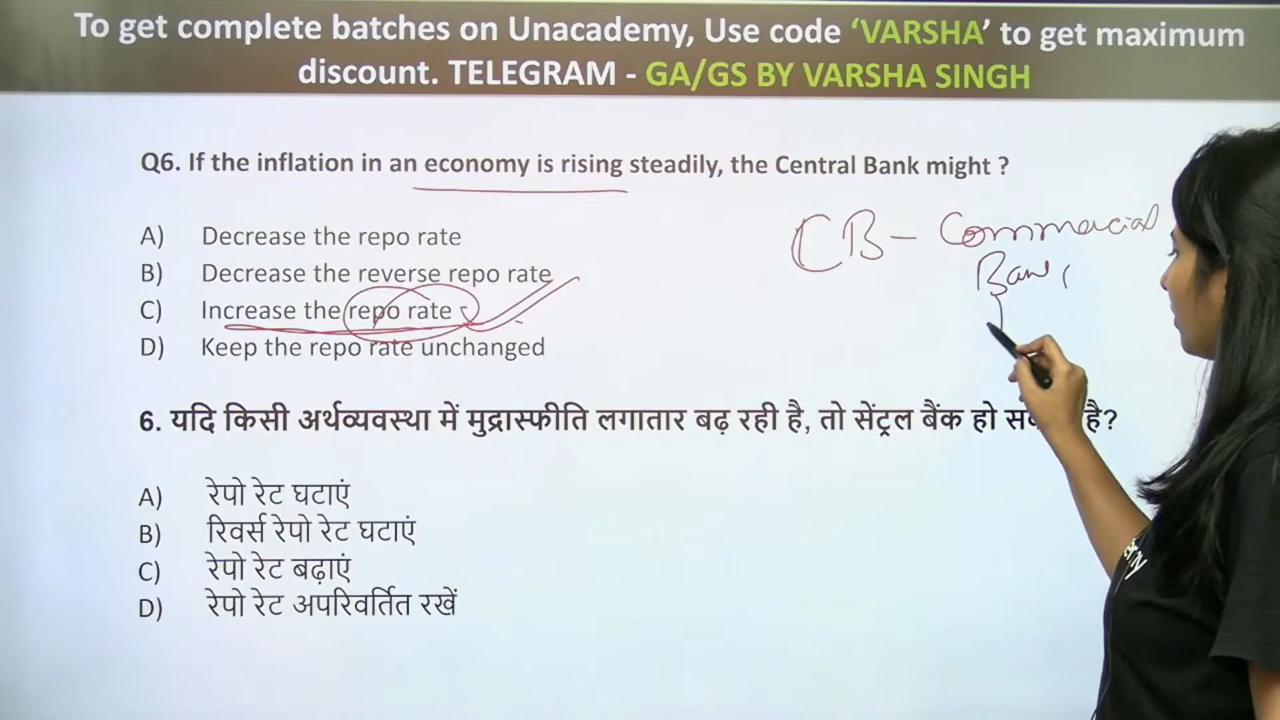 To get complete batches on Unacademy, Use code ‘VARSHA’ to get maximum
discount. TELEGRAM - GA/GS BY VARSHA SINGH
Q6. If the inflation in an economy is rising steadily, the Central Bank might ?
A) Decrease the repo rate
B) Decrease the reverse repo rate
C) Increase the repo rate
D) Keep the repo rate unchanged
CB - Commercial
Bank
6. यदि किसी अर्थव्यवस्था में मुद्रास्फीति लगातार बढ़ रही है, तो सेंट्रल बैंक हो है?
A) रेपो रेट घटाएं
B) रिवर्स रेपो रेट घटाएं
C) रेपो रेट बढ़ाएं
D) रेपो रेट अपरिवर्तित रखें